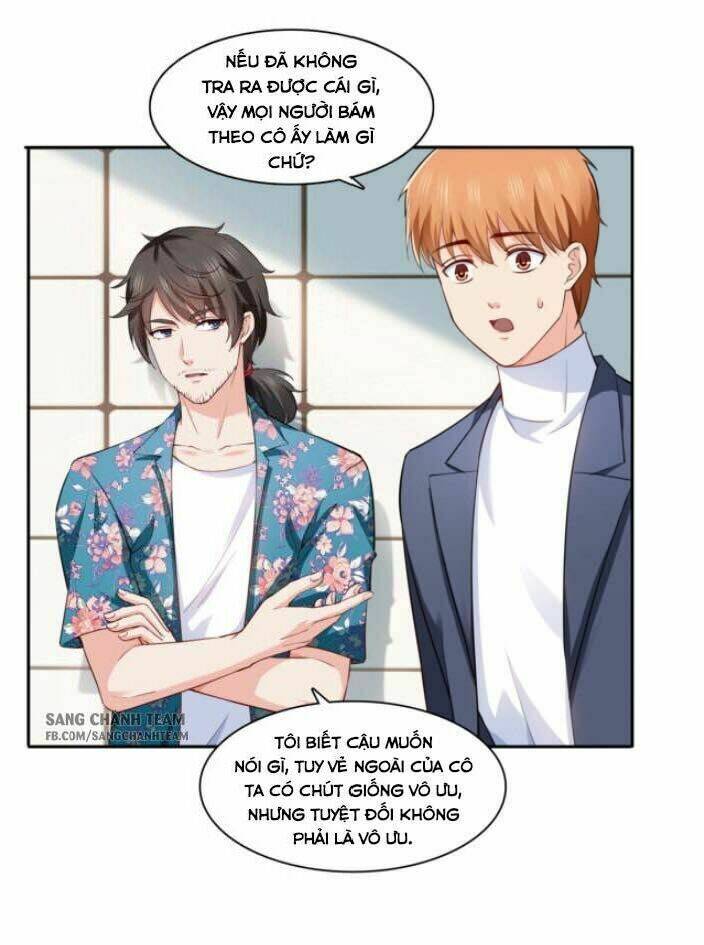 NẾU ĐÃ KHÔNG
TRA RA ĐƯỢC CÁI GÌ,
VẬY MỌI NGƯỜI BÁM
THEO CÔ ẤY LÀM GÌ
CHỨ?
SANG CHẢNH TEAM
FB.COM/SANGCHANHTEAM
TÔI BIẾT CẬU MUỐN
NÓI GÌ, TUY VẺ NGOÀI CỦA CÔ
TA CÓ CHÚT GIỐNG VÔ ƯU,
NHƯNG TUYỆT ĐỐI KHÔNG
PHẢI LÀ VÔ ƯU.